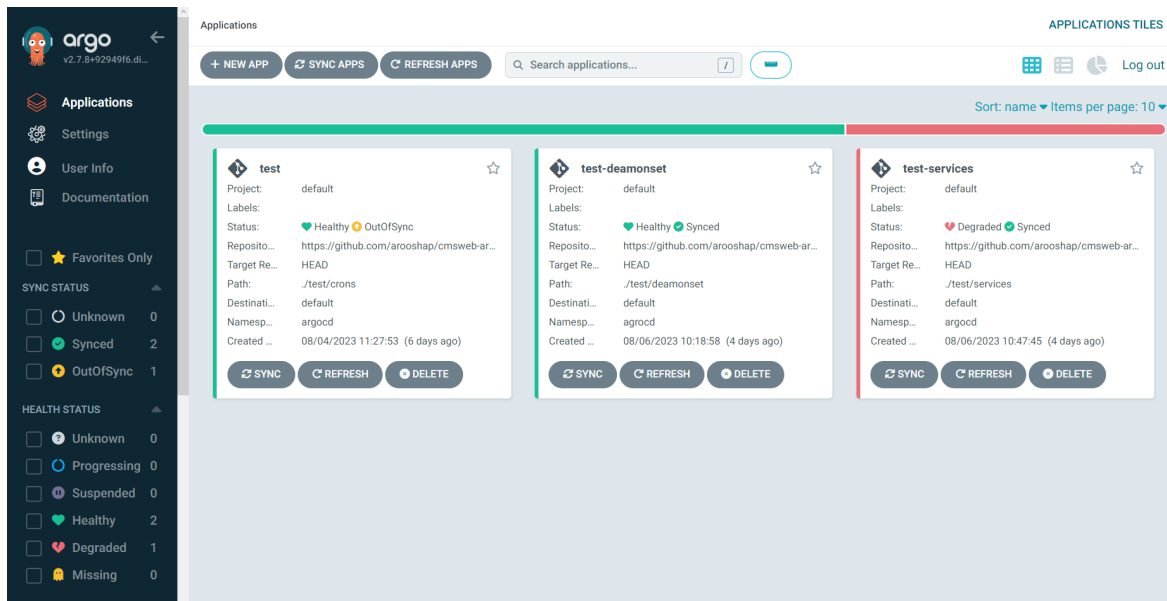 argo
v2.7.8+92949f6.di...
Applications
Settings
User Info
Documentation
Favorites Only
SYNC STATUS
Unknown 0
Synced 2
OutOfSync 1
HEALTH STATUS
Unknown 0
Progressing 0
Suspended 0
Healthy 2
Degraded 1
Missing 0
Applications
APPLICATIONS TILES
+ NEW APP SYNC APPS REFRESH APPS Search applications... / Log out
Sort: name Items per page: 10
test
Project: default
Labels:
Status: Healthy OutOfSync
Reposito... https://github.com/arooshap/cmsweb-ar...
Target Re... HEAD
Path: ./test/crons
Destinati... default
Namesp... argocd
Created ... 08/04/2023 11:27:53 (6 days ago)
SYNC REFRESH DELETE
test-deamonset
Project: default
Labels:
Status: Healthy Synced
Reposito... https://github.com/arooshap/cmsweb-ar...
Target Re... HEAD
Path: ./test/deamonset
Destinati... default
Namesp... agrocd
Created ... 08/06/2023 10:18:58 (4 days ago)
SYNC REFRESH DELETE
test-services
Project: default
Labels:
Status: Degraded Synced
Reposito... https://github.com/arooshap/cmsweb-ar...
Target Re... HEAD
Path: ./test/services
Destinati... default
Namesp... argocd
Created ... 08/06/2023 10:47:45 (4 days ago)
SYNC REFRESH DELETE